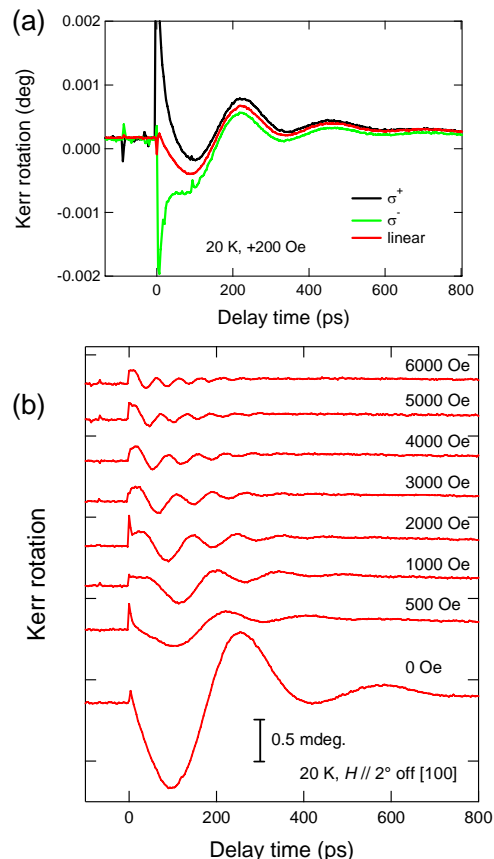 (a)
Kerr rotation (deg)
0.002
0.001
0.000
-0.001
-0.002
σ+
σ-
linear
20 K, +200 Oe
0 200 400 600 800
Delay time (ps)
(b)
Kerr rotation
6000 Oe
5000 Oe
4000 Oe
3000 Oe
2000 Oe
1000 Oe
500 Oe
0 Oe
0.5 mdeg.
20 K, H // 2° off [100]
0 200 400 600 800
Delay time (ps)